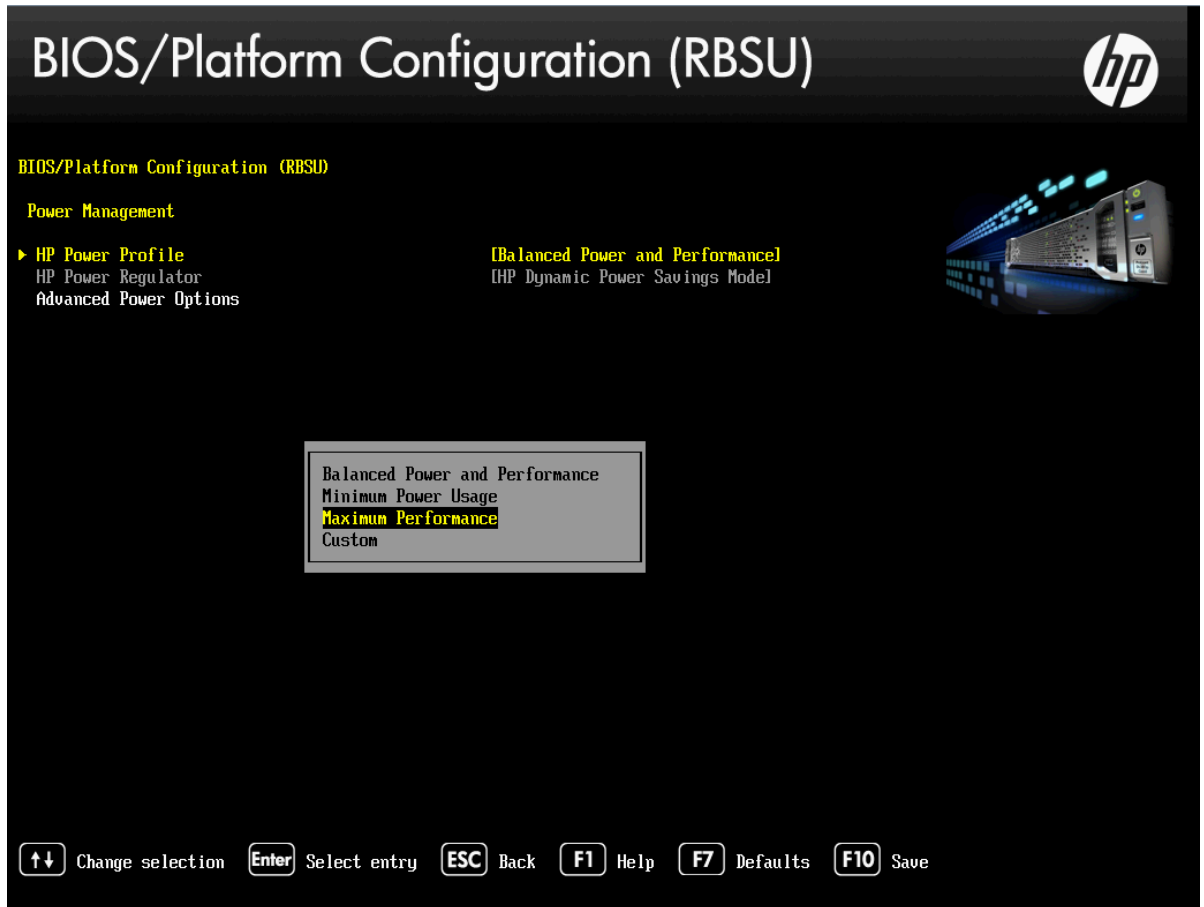 BIOS/Platform Configuration (RBSU)
hp
BIOS/Platform Configuration (RBSU)
Power Management
HP Power Profile [Balanced Power and Performance]
HP Power Regulator [HP Dynamic Power Savings Mode]
Advanced Power Options
Balanced Power and Performance
Minimum Power Usage
Maximum Performance
Custom
↑↓ Change selection Enter Select entry ESC Back F1 Help F7 Defaults F10 Save